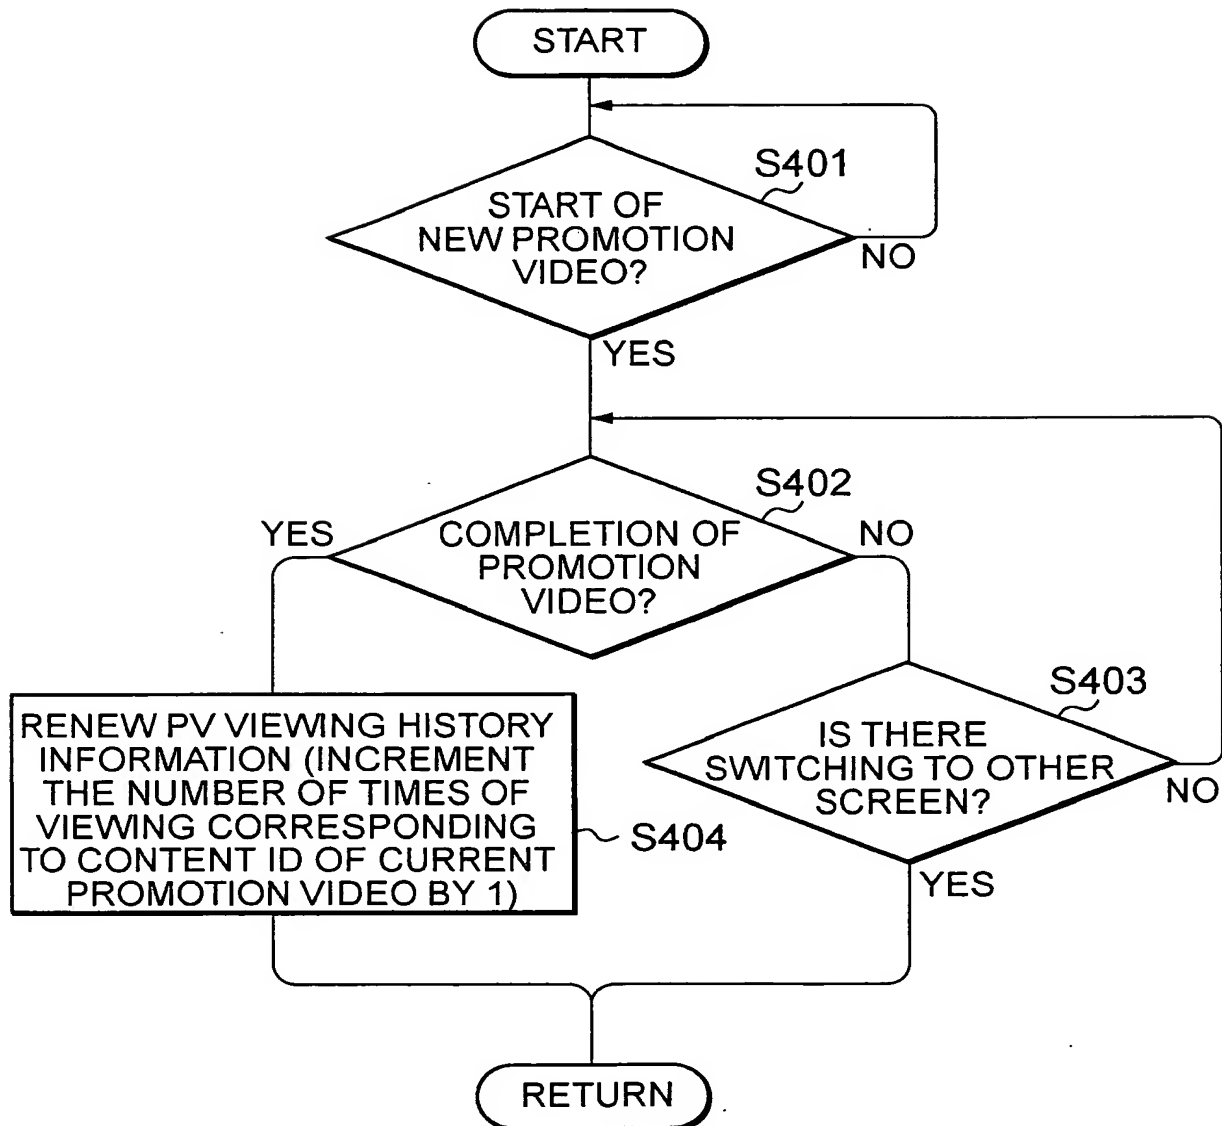 START
S401
START OF
NEW PROMOTION
VIDEO?
NO
YES
S402
YES
COMPLETION OF
PROMOTION
VIDEO?
NO
S403
IS THERE
SWITCHING TO OTHER
SCREEN?
NO
YES
RENEW PV VIEWING HISTORY
INFORMATION (INCREMENT
THE NUMBER OF TIMES OF
VIEWING CORRESPONDING
TO CONTENT ID OF CURRENT
PROMOTION VIDEO BY 1)
S404
RETURN